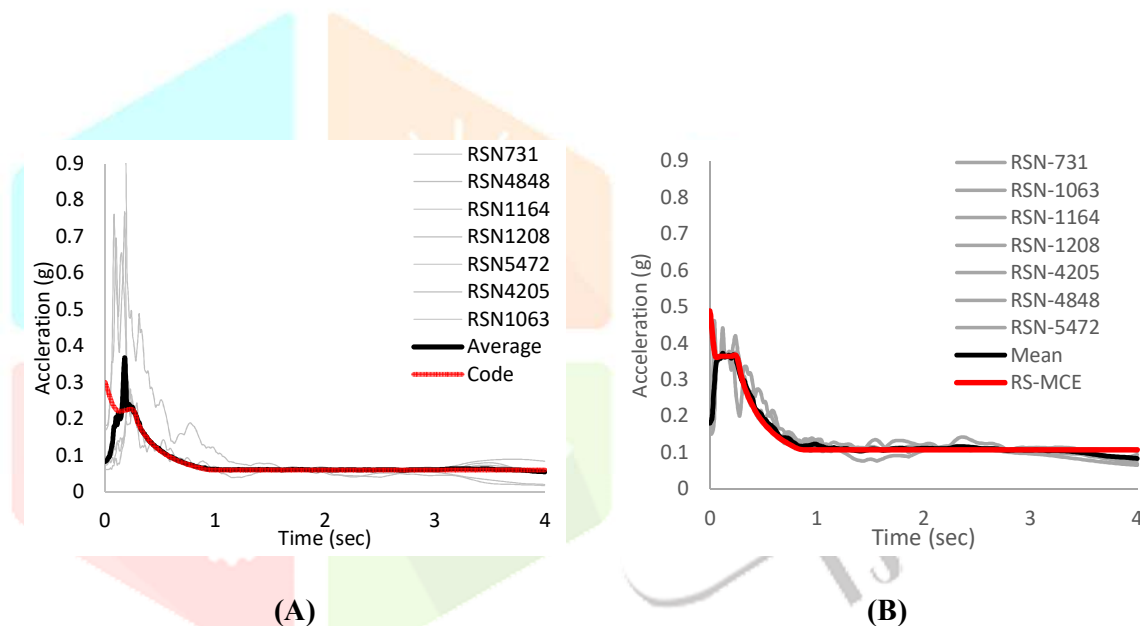 0.9
0.8
0.7
0.6
0.5
0.4
0.3
0.2
0.1
0
Accleration (g)
0
1
2
3
4
Time (sec)
RSN731
RSN4848
RSN1164
RSN1208
RSN5472
RSN4205
RSN1063
Average
Code
(A)
0.9
0.8
0.7
0.6
0.5
0.4
0.3
0.2
0.1
0
Acceleration (g)
0
1
2
3
4
Time (sec)
RSN-731
RSN-1063
RSN-1164
RSN-1208
RSN-4205
RSN-4848
RSN-5472
Mean
RS-MCE
(B)